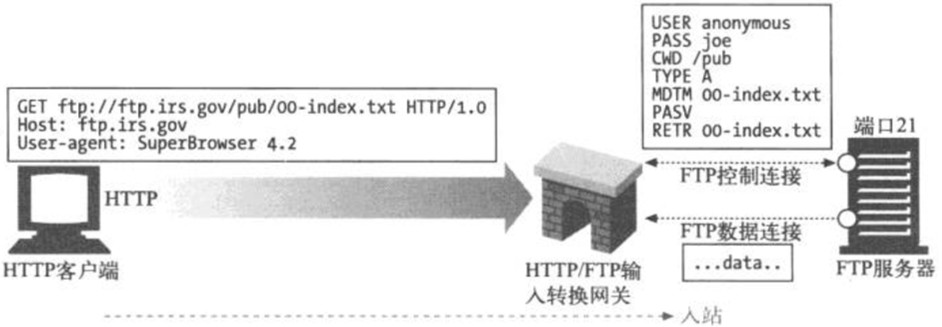 USER anonymous
PASS joe
CWD /pub
TYPE A
MDTM 00-index.txt
PASV
RETR 00-index.txt
GET ftp://ftp.irs.gov/pub/00-index.txt HTTP/1.0
Host: ftp.irs.gov
User-agent: SuperBrowser 4.2
端口21
HTTP
FTP控制连接
FTP数据连接
...data..
HTTP客户端
HTTP/FTP输
入转换网关
FTP服务器
入站